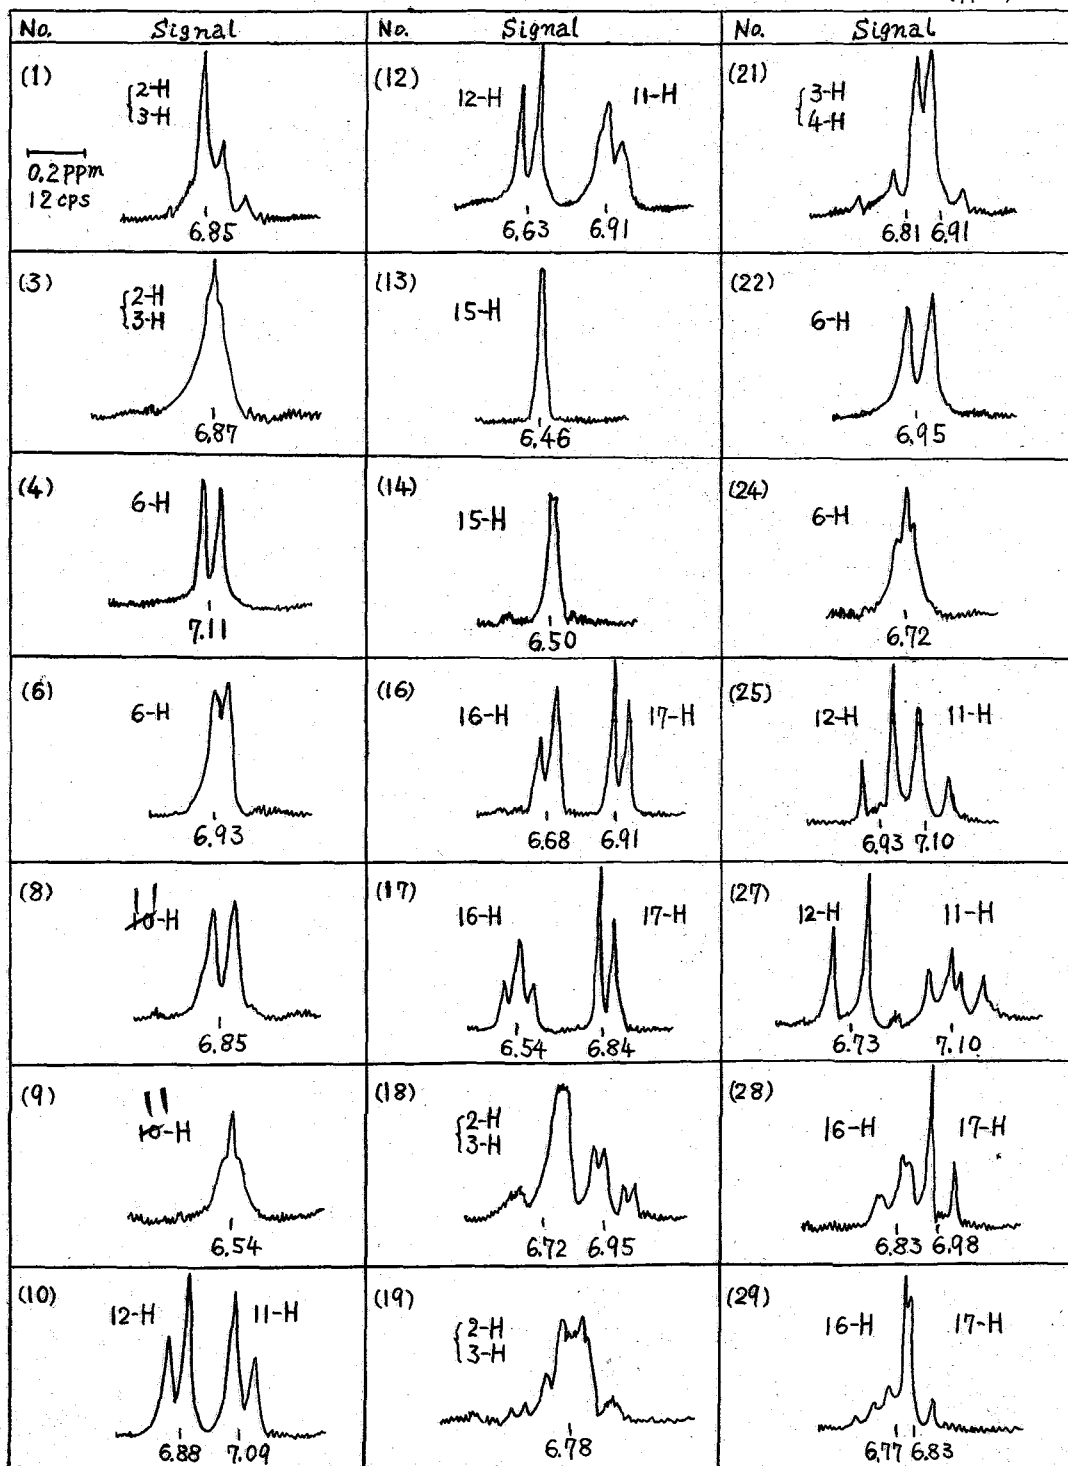 No. Signal
(1)
2-H
3-H
0.2 ppm
12 cps
6.85
(3)
2-H
3-H
6.87
(4)
6-H
7.11
(6)
6-H
6.93
(8)
11
10-H
6.85
(9)
11
10-H
6.54
(10)
12-H 11-H
6.88 7.09
No. Signal
(12)
12-H 11-H
6.63 6.91
(13)
15-H
6.46
(14)
15-H
6.50
(16)
16-H 17-H
6.68 6.91
(17)
16-H 17-H
6.54 6.84
(18)
2-H
3-H
6.72 6.95
(19)
2-H
3-H
6.78
No. Signal
(21)
3-H
4-H
6.81 6.91
(22)
6-H
6.95
(24)
6-H
6.72
(25)
12-H 11-H
6.93 7.10
(27)
12-H 11-H
6.73 7.10
(28)
16-H 17-H
6.83 6.98
(29)
16-H 17-H
6.77 6.83